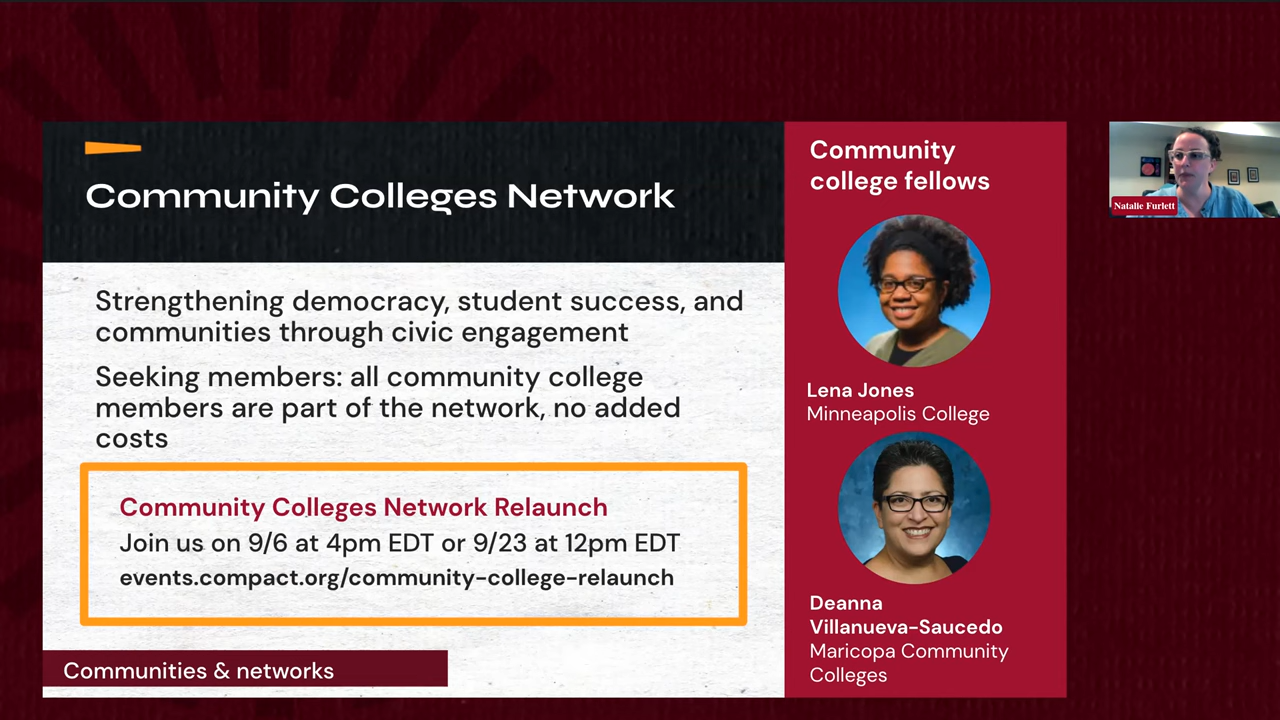 Community Colleges Network
Strengthening democracy, student success, and
communities through civic engagement
Seeking members: all community college
members are part of the network, no added
costs
Community Colleges Network Relaunch
Join us on 9/6 at 4pm EDT or 9/23 at 12pm EDT
events.compact.org/community-college-relaunch
Communities & networks
Community
college fellows
Lena Jones
Minneapolis College
Deanna
Villanueva-Saucedo
Maricopa Community
Colleges
Natalie Furlett